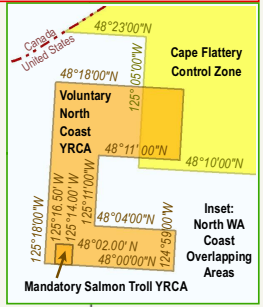 48°23'00"N
Canada
United States
125°05'00"W
Cape Flattery
Control Zone
48°18'00"N
Voluntary
North
Coast
YRCA
48°11' 00"N
48°10'00"N
125°18'00"W
125°16.50' W
125°14.00' W
125°11'00"W
48°04'00"N
124°59'00"W
48°02.00' N
48°00'00"N
Inset:
North WA
Coast
Overlapping
Areas
Mandatory Salmon Troll YRCA